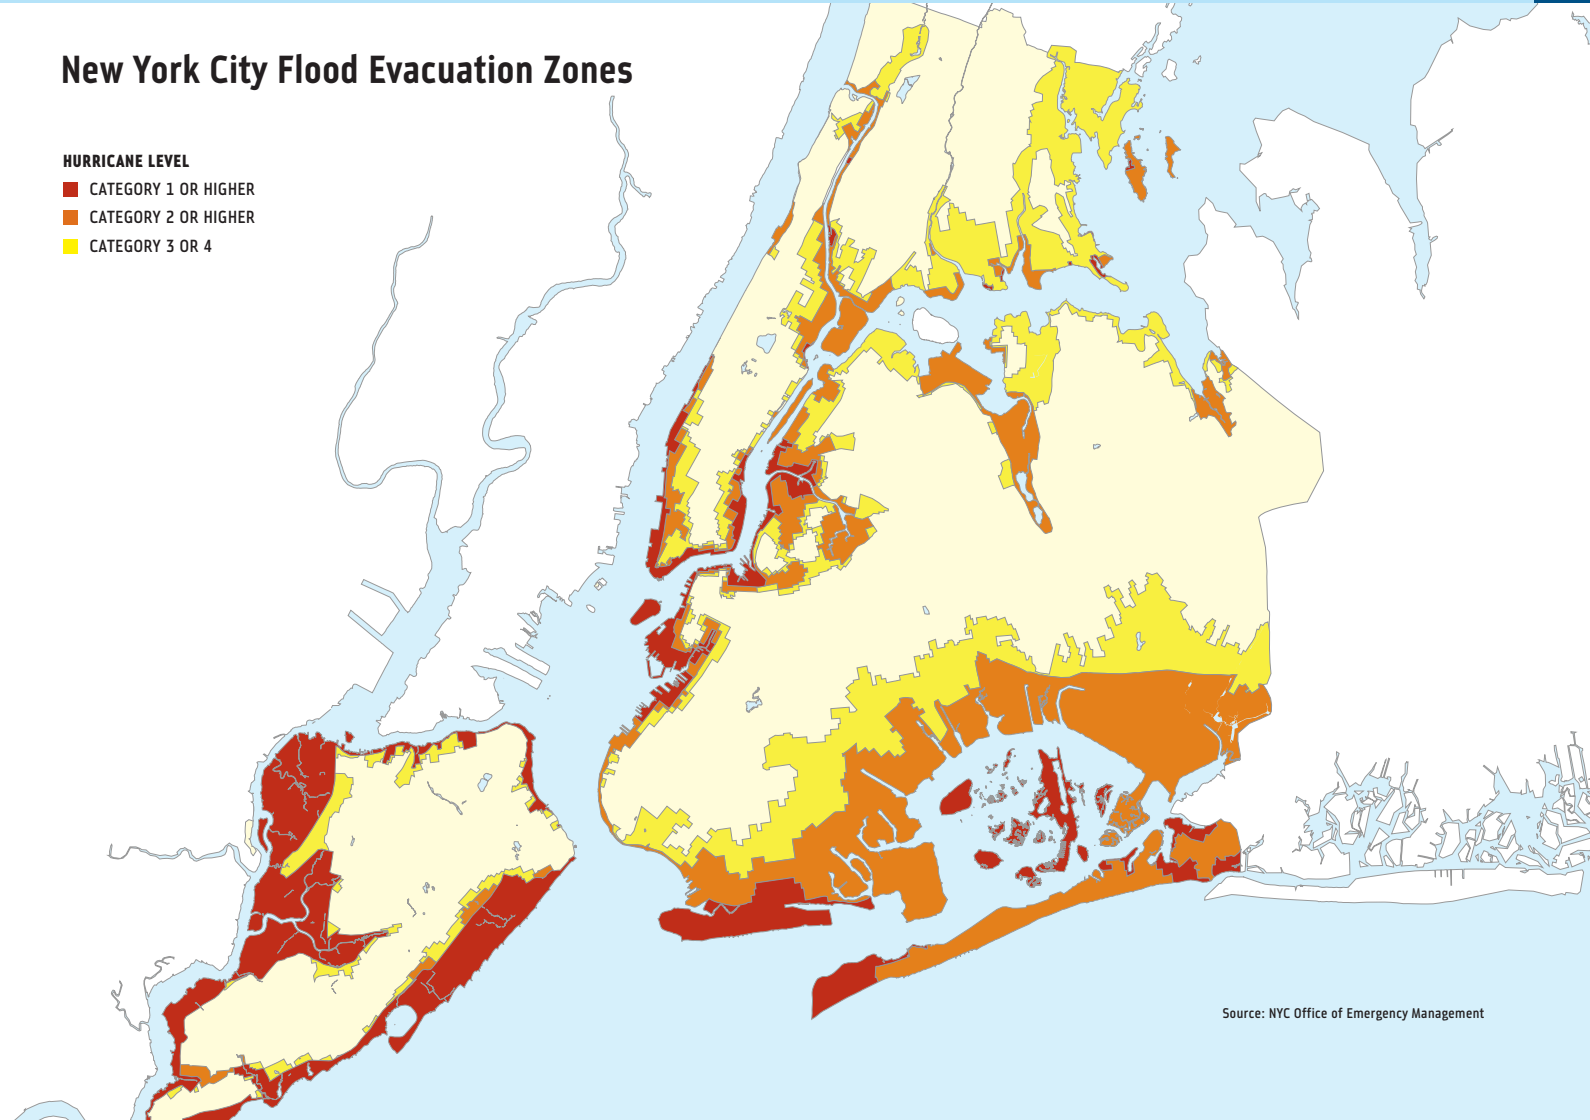 New York City Flood Evacuation Zones
HURRICANE LEVEL
CATEGORY 1 OR HIGHER
CATEGORY 2 OR HIGHER
CATEGORY 3 OR 4
Source: NYC Office of Emergency Management